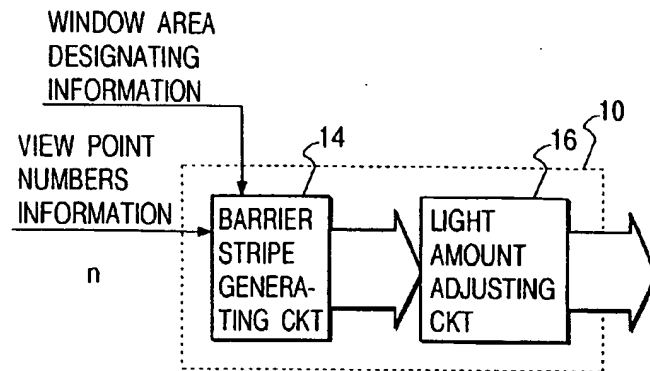 WINDOW AREA
DESIGNATING
INFORMATION
VIEW POINT
NUMBERS
INFORMATION
n
14
16
10
BARRIER
STRIPE
GENERA-
TING CKT
LIGHT
AMOUNT
ADJUSTING
CKT